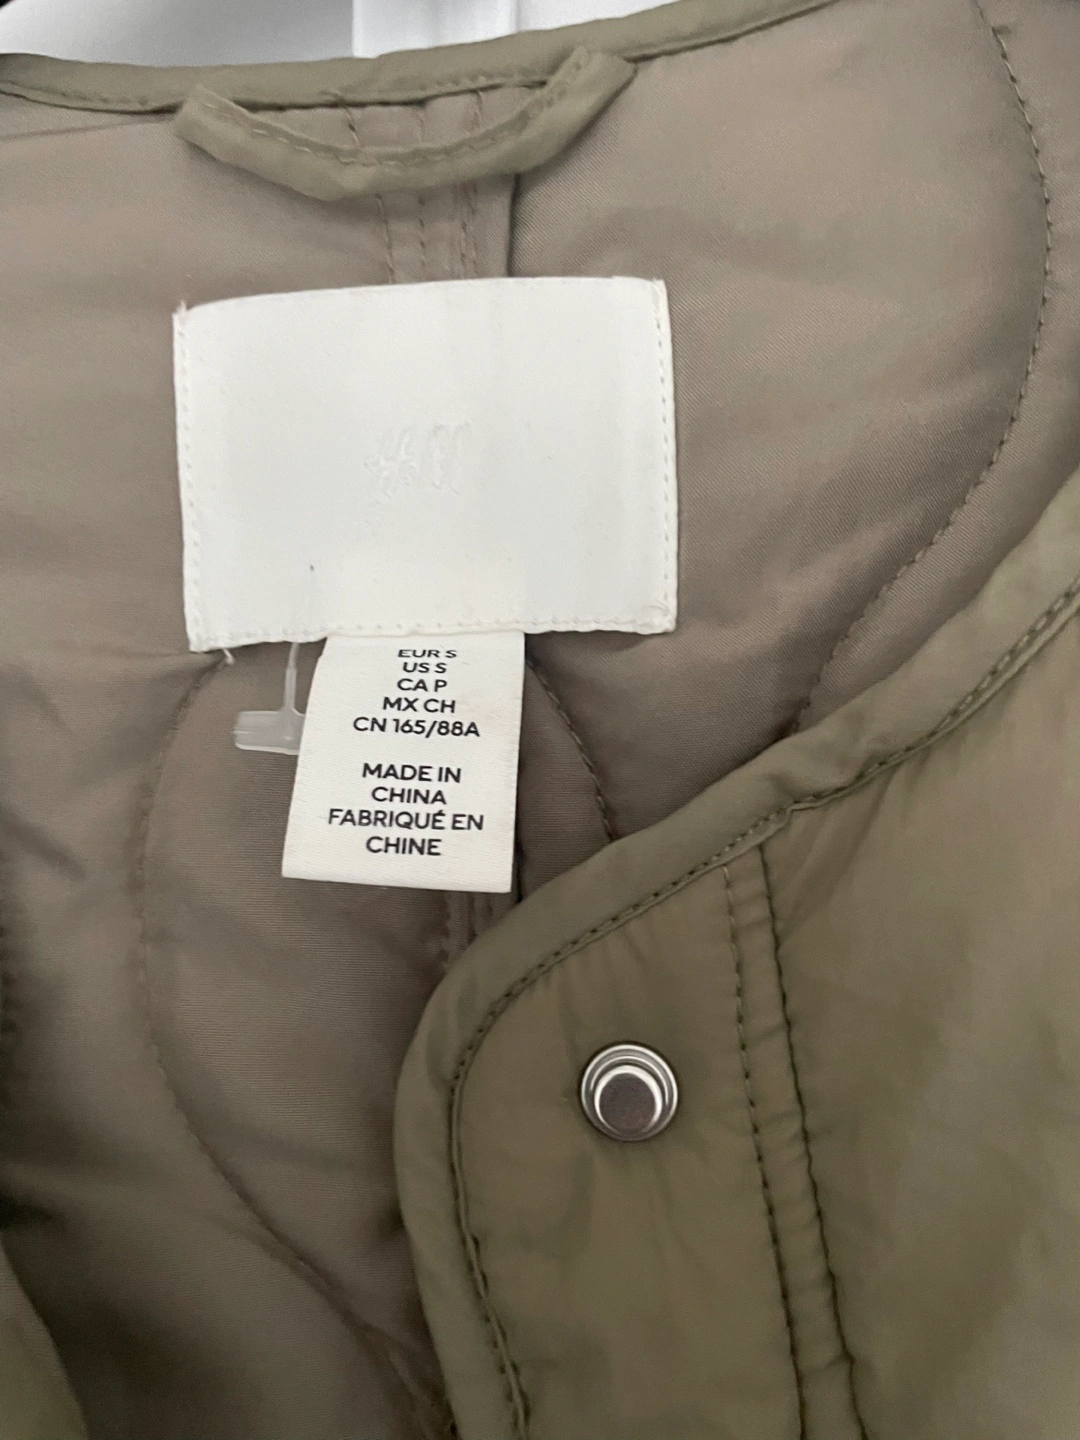 H&M
EUR S
US S
CA P
MX CH
CN 165/88A
MADE IN
CHINA
FABRIQUÉ EN
CHINE